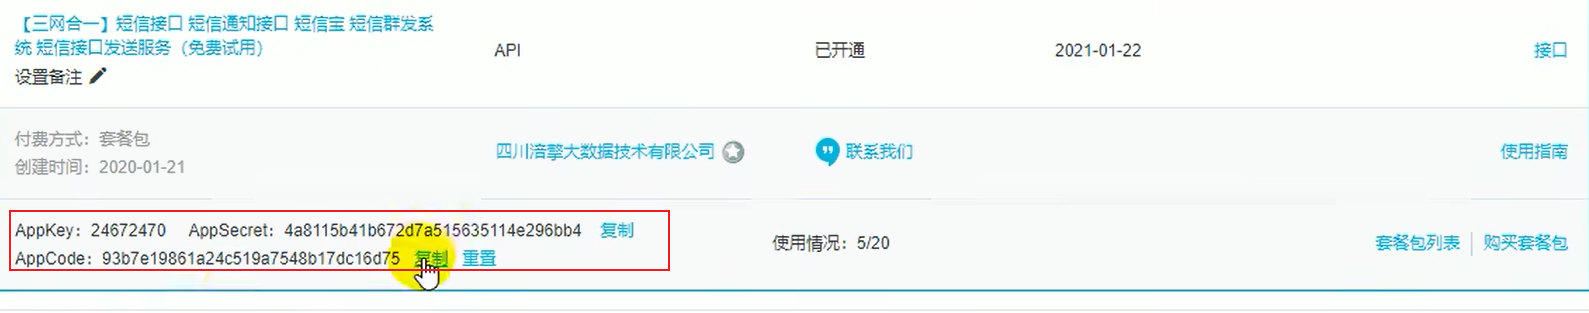 【三网合一】短信接口 短信通知接口 短信宝 短信群发系
统 短信接口发送服务（免费试用）
API
已开通
2021-01-22
接口
设置备注
付费方式：套餐包
创建时间：2020-01-21
四川涪擎大数据技术有限公司
联系我们
使用指南
AppKey：24672470 AppSecret：4a8115b41b672d7a515635114e296bb4 复制
AppCode：93b7e19861a24c519a7548b17dc16d75 复制 重置
使用情况：5/20
套餐包列表 购买套餐包